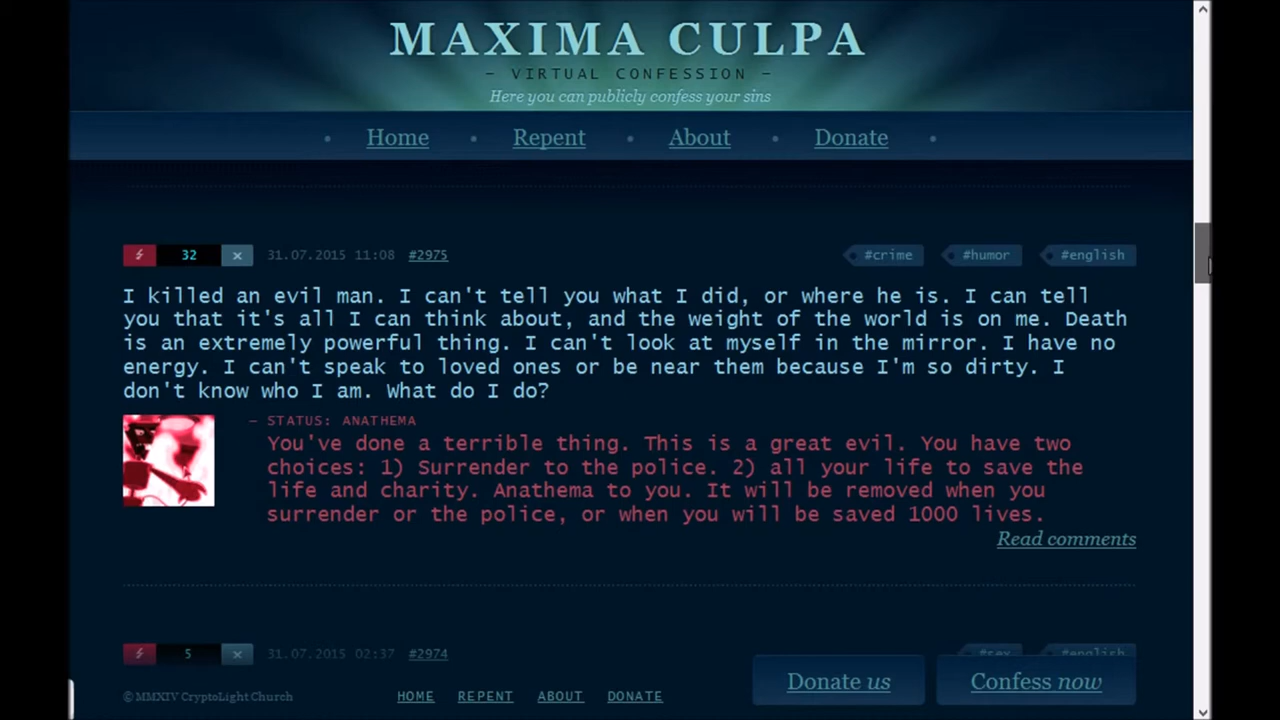 MAXIMA CULPA
– VIRTUAL CONFESSION –
Here you can publicly confess your sins
• Home • Repent • About • Donate •
32 × 31.07.2015 11:08 #2975 #crime #humor #english
I killed an evil man. I can't tell you what I did, or where he is. I can tell
you that it's all I can think about, and the weight of the world is on me. Death
is an extremely powerful thing. I can't look at myself in the mirror. I have no
energy. I can't speak to loved ones or be near them because I'm so dirty. I
don't know who I am. What do I do?
– STATUS: ANATHEMA
You've done a terrible thing. This is a great evil. You have two
choices: 1) Surrender to the police. 2) all your life to save the
life and charity. Anathema to you. It will be removed when you
surrender or the police, or when you will be saved 1000 lives.
Read comments
5 × 31.07.2015 02:37 #2974 #sex #english
© MMXIV CryptoLight Church HOME REPENT ABOUT DONATE Donate us Confess now